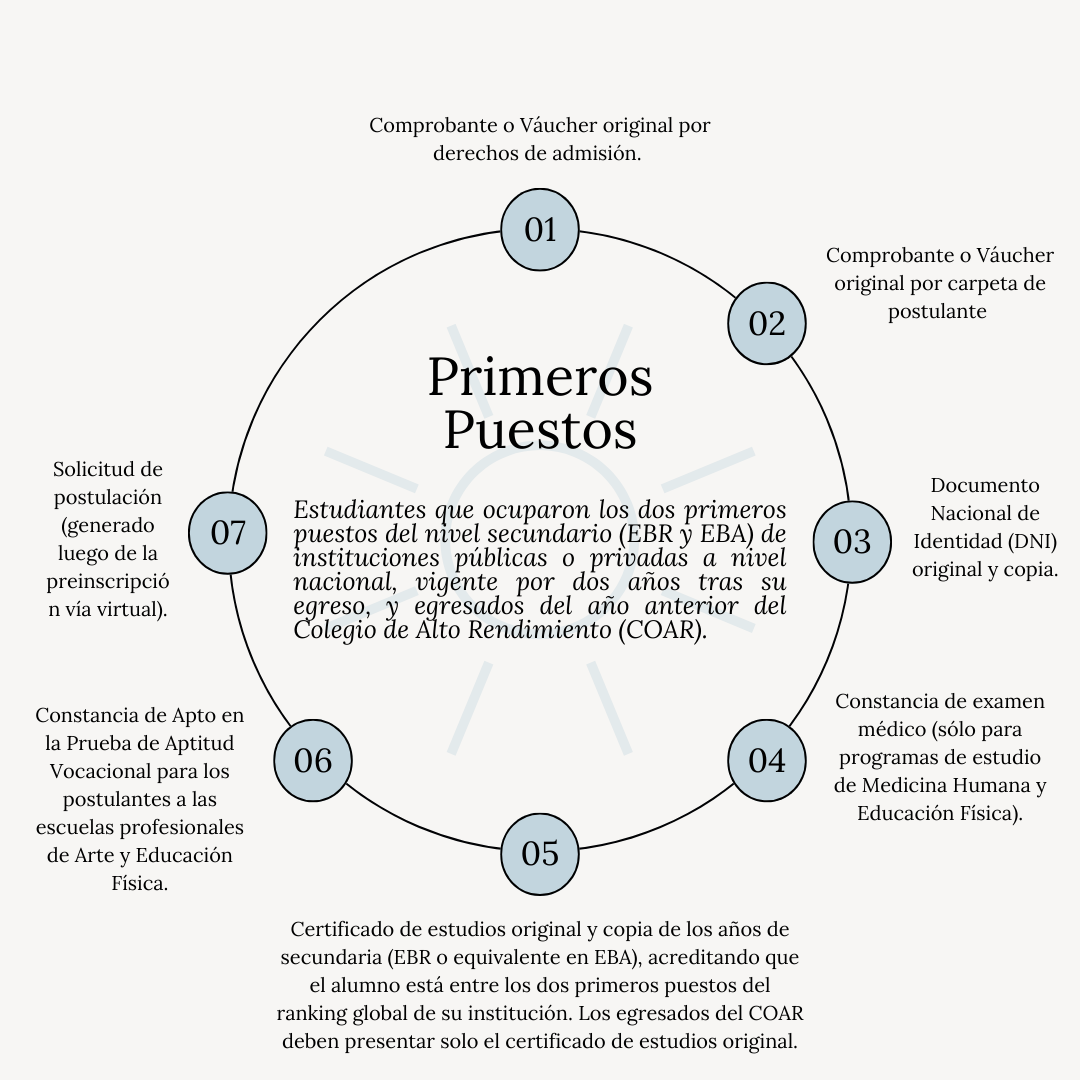 Comprobante o Váucher original por
derechos de admisión.
01
Comprobante o Váucher
original por carpeta de
postulante
02
Primeros
Puestos
Estudiantes que ocuparon los dos primeros
puestos del nivel secundario (EBR y EBA) de
instituciones públicas o privadas a nivel
nacional, vigente por dos años tras su
egreso, y egresados del año anterior del
Colegio de Alto Rendimiento (COAR).
Documento
Nacional de
Identidad (DNI)
original y copia.
03
Constancia de examen
médico (sólo para
programas de estudio
de Medicina Humana y
Educación Física).
04
05
Certificado de estudios original y copia de los años de
secundaria (EBR o equivalente en EBA), acreditando que
el alumno está entre los dos primeros puestos del
ranking global de su institución. Los egresados del COAR
deben presentar solo el certificado de estudios original.
06
Constancia de Apto en
la Prueba de Aptitud
Vocacional para los
postulantes a las
escuelas profesionales
de Arte y Educación
Física.
07
Solicitud de
postulación
(generado
luego de la
preinscripció
n vía virtual).